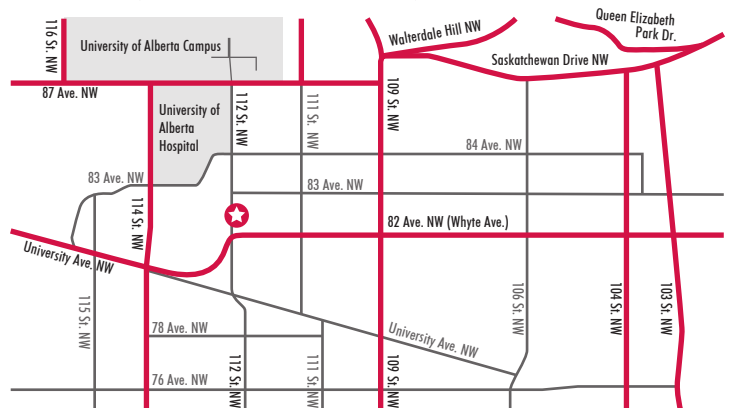 116 St. NW
University of Alberta Campus
Walterdale Hill NW
Queen Elizabeth
Park Dr.
Saskatchewan Drive NW
87 Ave. NW
University of
Alberta
Hospital
112 St. NW
111 St. NW
109 St. NW
84 Ave. NW
83 Ave. NW
83 Ave. NW
114 St. NW
82 Ave. NW (Whyte Ave.)
University Ave. NW
115 St. NW
106 St. NW
104 St. NW
103 St. NW
78 Ave. NW
University Ave. NW
76 Ave. NW
112 St. NW
111 St. NW
109 St. NW